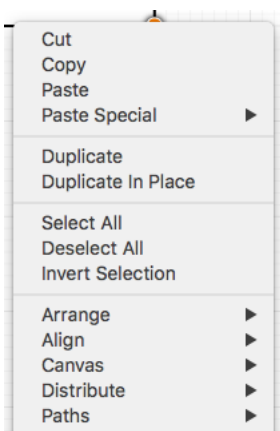 Cut
Copy
Paste
Paste Special
Duplicate
Duplicate In Place
Select All
Deselect All
Invert Selection
Arrange
Align
Canvas
Distribute
Paths